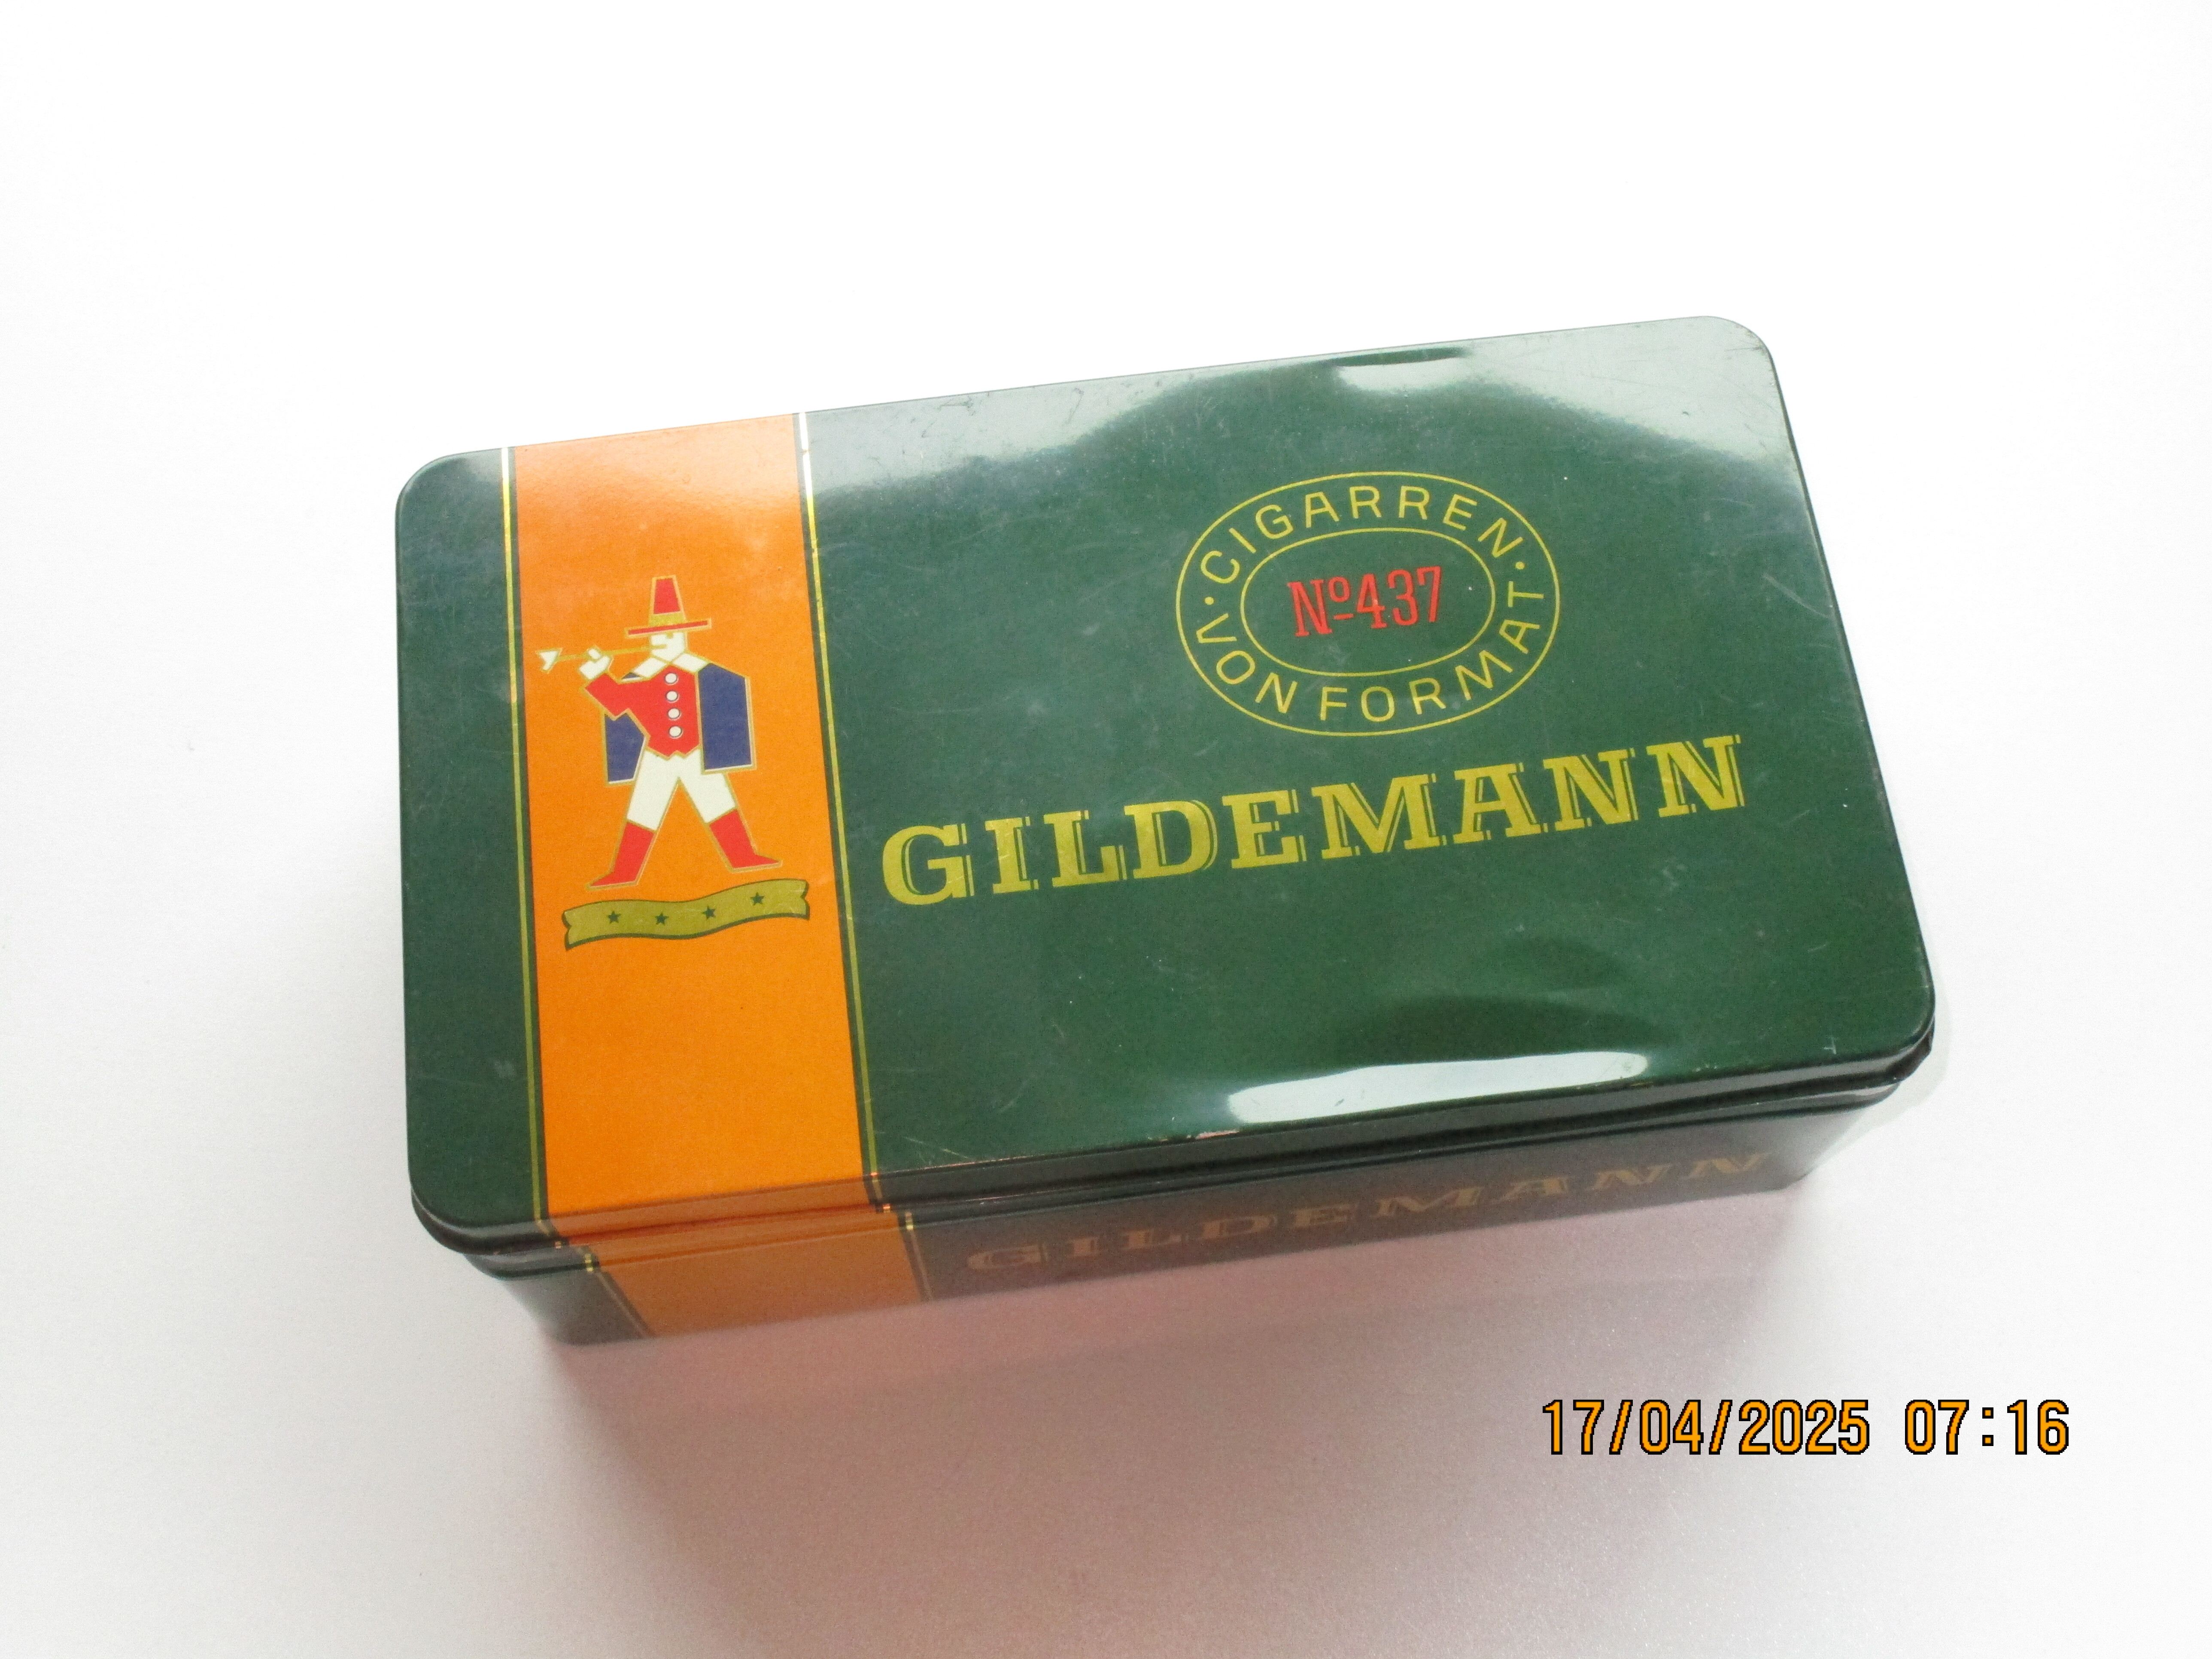 CIGARREN
Nº437
VON FORMAT
GILDEMANN
GILDEMANN
17/04/2025 07:16